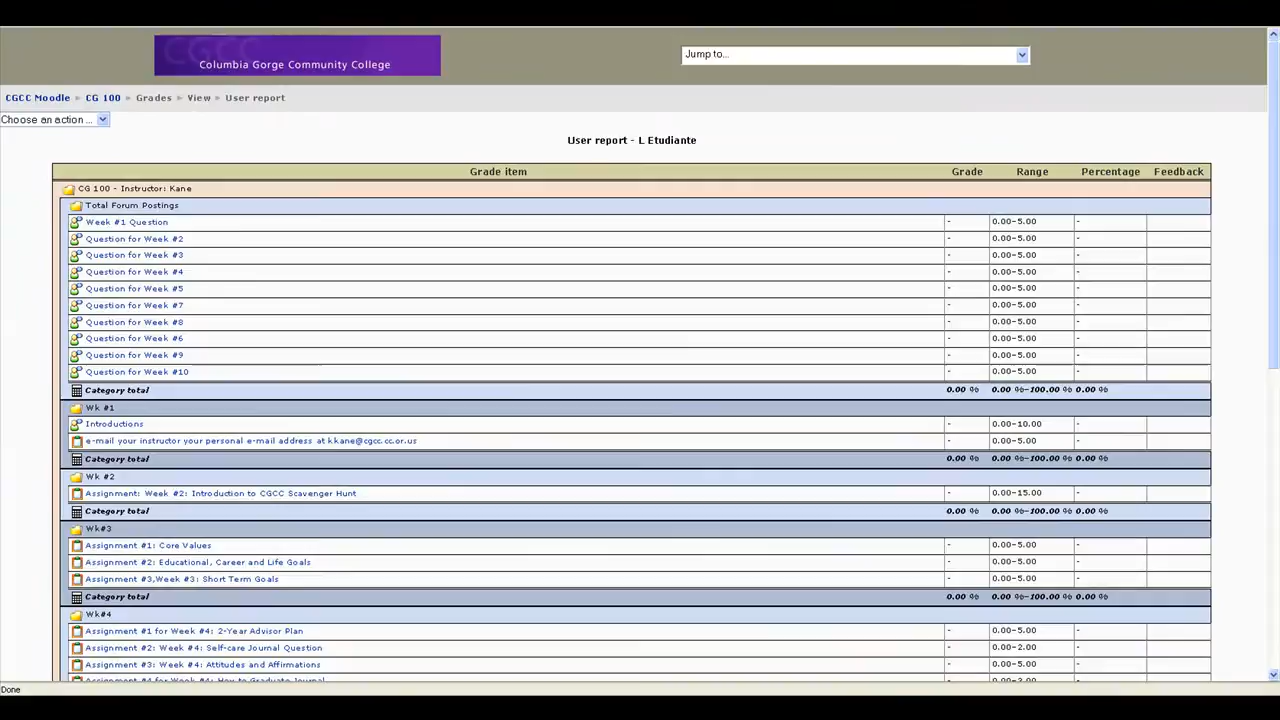 CGCC
Columbia Gorge Community College
Jump to...
CGCC Moodle ► CG 100 ► Grades ► View ► User report
Choose an action ...
User report - L Etudiante
Grade item Grade Range Percentage Feedback
CG 100 - Instructor: Kane
Total Forum Postings
Week #1 Question - 0.00-5.00 -
Question for Week #2 - 0.00-5.00 -
Question for Week #3 - 0.00-5.00 -
Question for Week #4 - 0.00-5.00 -
Question for Week #5 - 0.00-5.00 -
Question for Week #7 - 0.00-5.00 -
Question for Week #8 - 0.00-5.00 -
Question for Week #6 - 0.00-5.00 -
Question for Week #9 - 0.00-5.00 -
Question for Week #10 - 0.00-5.00 -
Category total 0.00 % 0.00 %-100.00 % 0.00 %
Wk #1
Introductions - 0.00-10.00 -
e-mail your instructor your personal e-mail address at kkane@cgcc.cc.or.us - 0.00-5.00 -
Category total 0.00 % 0.00 %-100.00 % 0.00 %
Wk #2
Assignment: Week #2: Introduction to CGCC Scavenger Hunt - 0.00-15.00 -
Category total 0.00 % 0.00 %-100.00 % 0.00 %
Wk#3
Assignment #1: Core Values - 0.00-5.00 -
Assignment #2: Educational, Career and Life Goals - 0.00-5.00 -
Assignment #3,Week #3: Short Term Goals - 0.00-5.00 -
Category total 0.00 % 0.00 %-100.00 % 0.00 %
Wk#4
Assignment #1 for Week #4: 2-Year Advisor Plan - 0.00-5.00 -
Assignment #2: Week #4: Self-care Journal Question - 0.00-2.00 -
Assignment #3: Week #4: Attitudes and Affirmations - 0.00-5.00 -
Assignment #4 for Week #4: How to Graduate Journal
Done